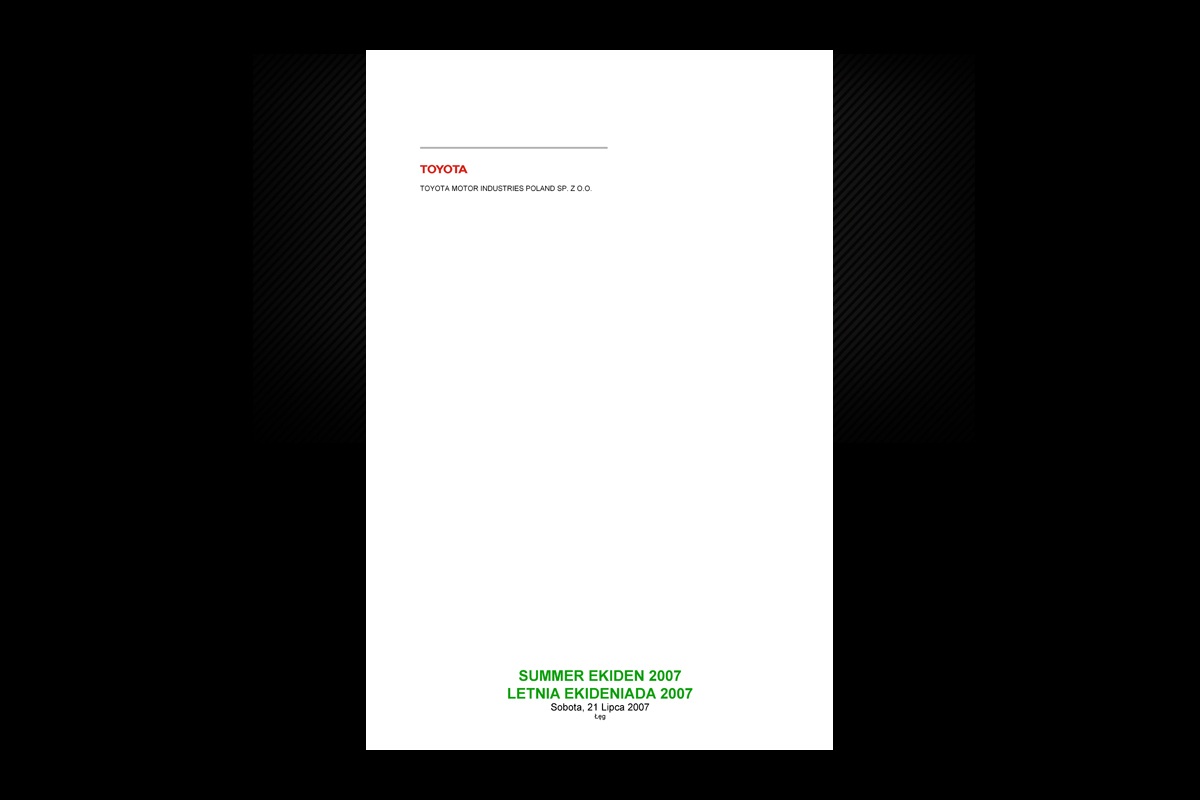 TOYOTA
TOYOTA MOTOR INDUSTRIES POLAND SP. Z O.O.
SUMMER EKIDEN 2007
LETNIA EKIDENIADA 2007
Sobota, 21 Lipca 2007
Łęg